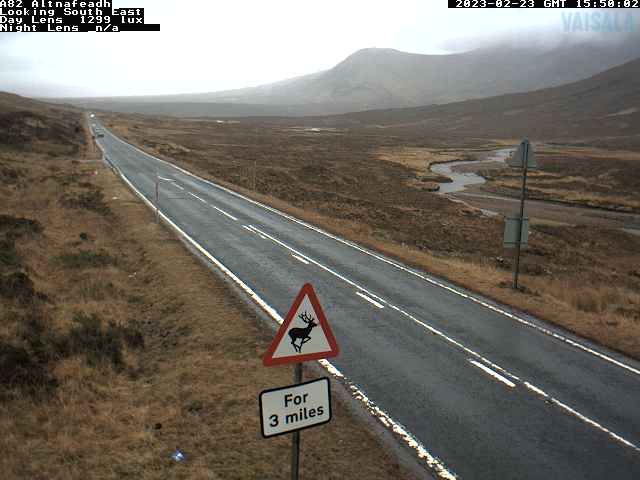 A82 Altnafeadh
Looking South East
Day Lens 1299 lux
Night Lens n/a
2023-02-23 GMT 15:50:02
VAISALA
For
3 miles